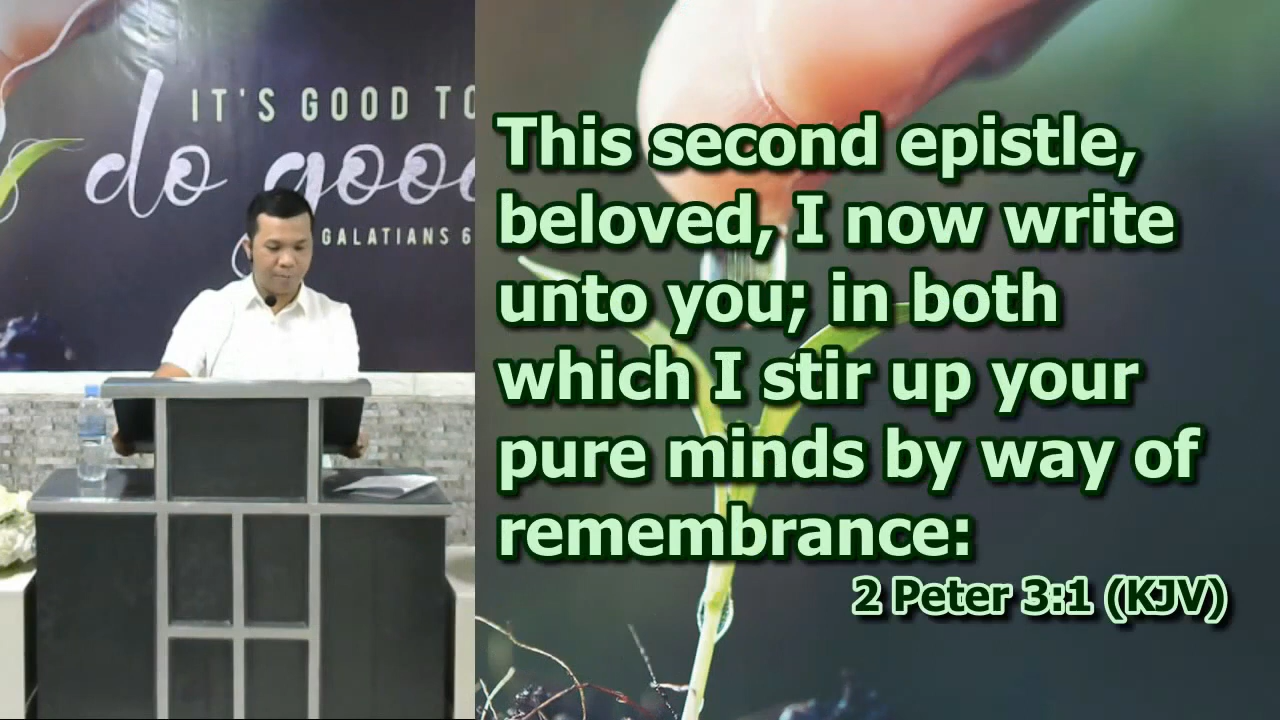 IT'S GOOD TO
do good
GALATIANS 6
This second epistle,
beloved, I now write
unto you; in both
which I stir up your
pure minds by way of
remembrance:
2 Peter 3:1 (KJV)